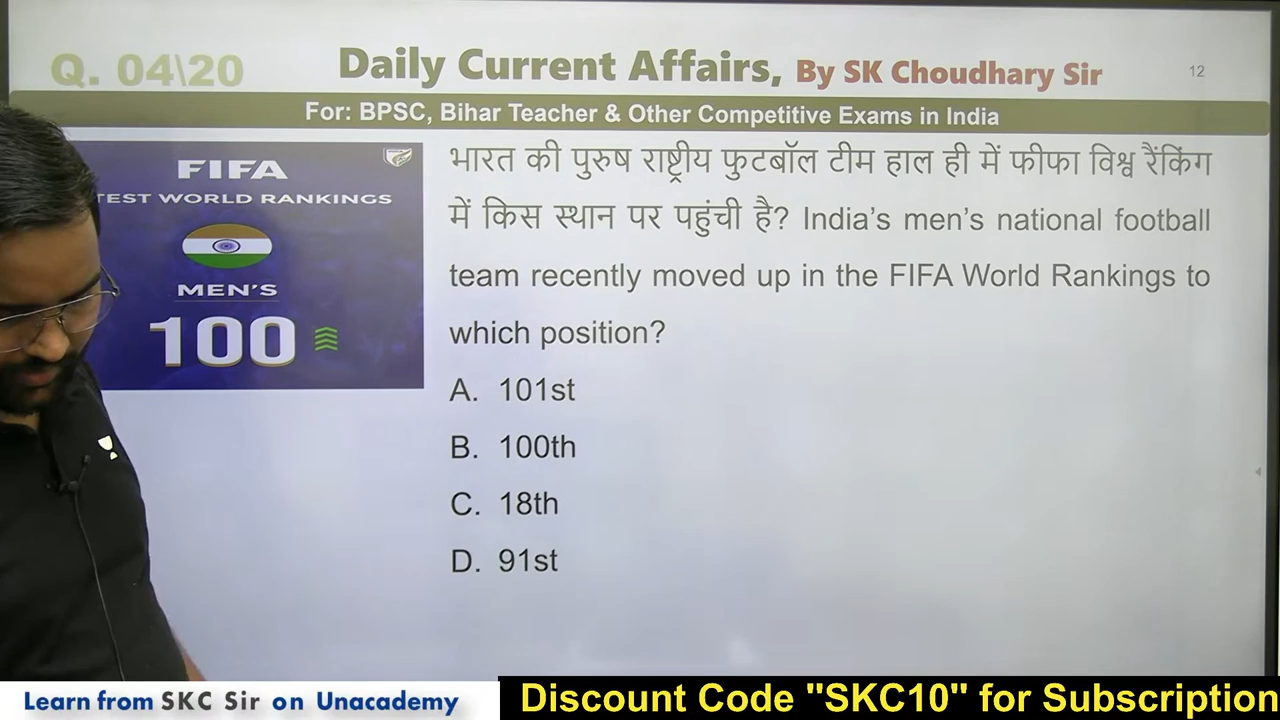 Q. 04\20
Daily Current Affairs, By SK Choudhary Sir
12
For: BPSC, Bihar Teacher & Other Competitive Exams in India
FIFA
TEST WORLD RANKINGS
MEN'S
100
भारत की पुरुष राष्ट्रीय फुटबॉल टीम हाल ही में फीफा विश्व रैंकिंग
में किस स्थान पर पहुंची है? India's men's national football
team recently moved up in the FIFA World Rankings to
which position?
A. 101st
B. 100th
C. 18th
D. 91st
Learn from SKC Sir on Unacademy
Discount Code "SKC10" for Subscription